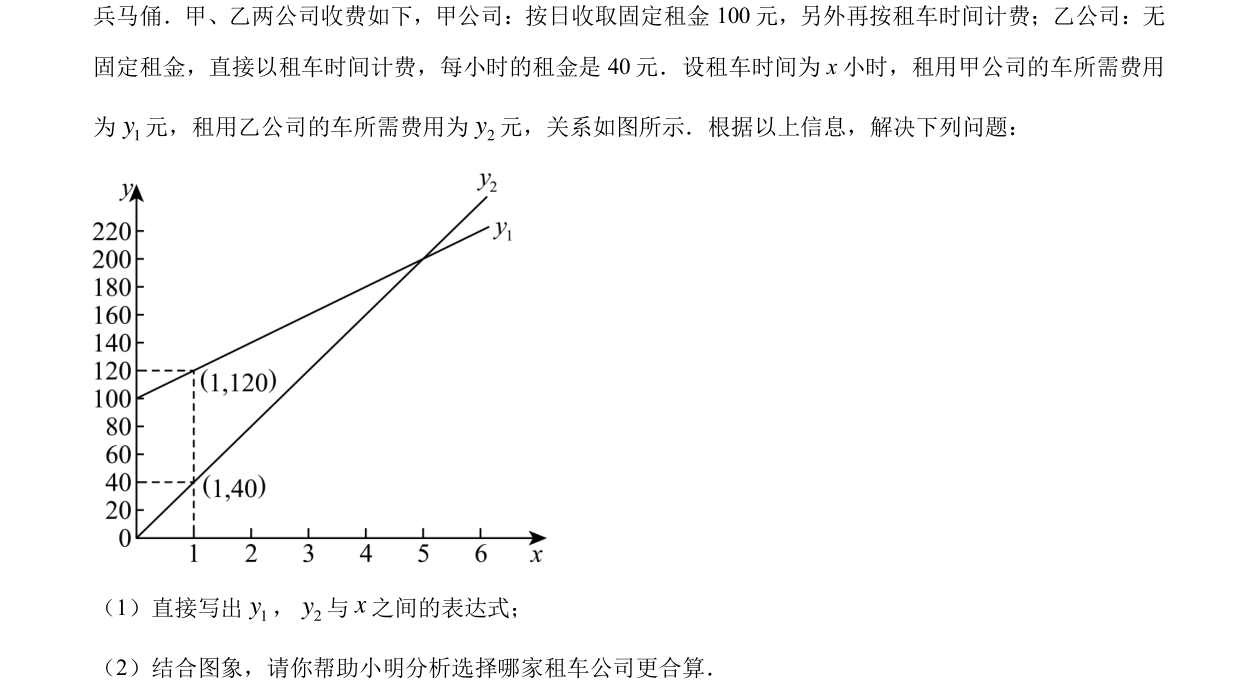 兵马俑．甲、乙两公司收费如下，甲公司：按日收取固定租金 100 元，另外再按租车时间计费；乙公司：无
固定租金，直接以租车时间计费，每小时的租金是 40 元．设租车时间为 x 小时，租用甲公司的车所需费用
为 y₁ 元，租用乙公司的车所需费用为 y₂ 元，关系如图所示．根据以上信息，解决下列问题：
y
y₂
y₁
220
200
180
160
140
120
(1,120)
100
80
60
40
(1,40)
20
0
1 2 3 4 5 6 x
（1）直接写出 y₁，y₂ 与 x 之间的表达式；
（2）结合图象，请你帮助小明分析选择哪家租车公司更合算．